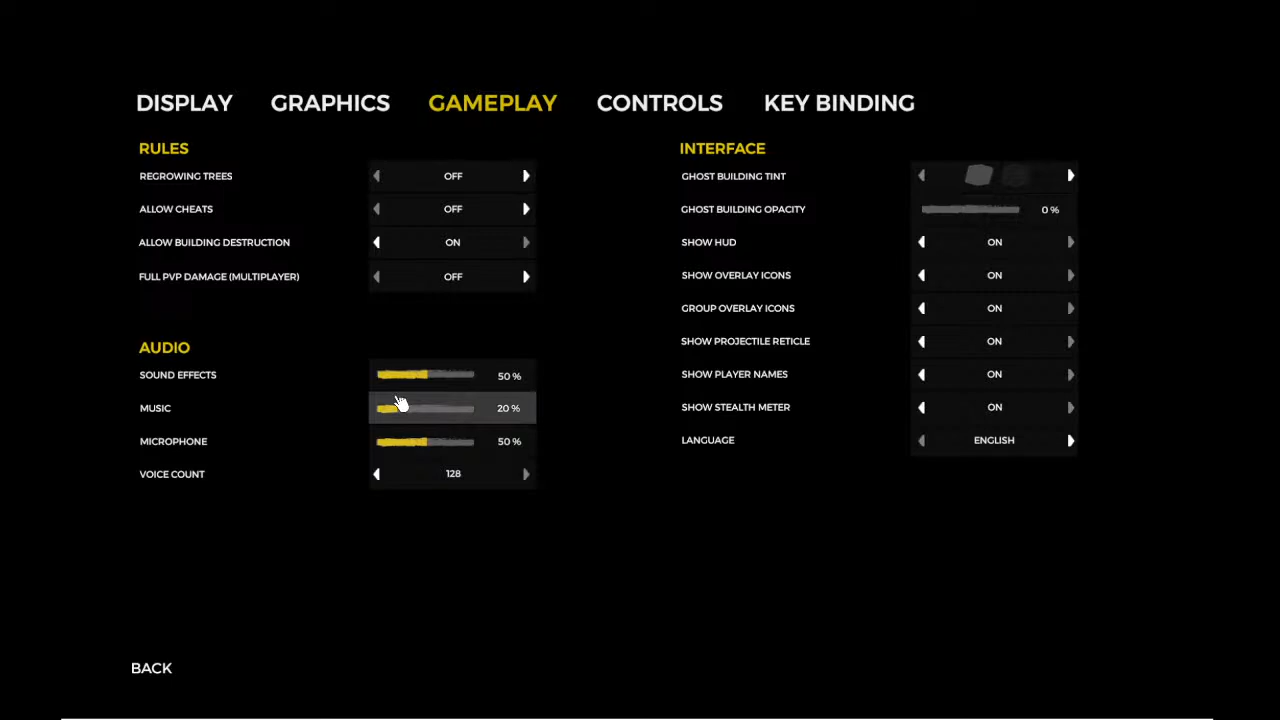 DISPLAY GRAPHICS GAMEPLAY CONTROLS KEY BINDING
RULES
REGROWING TREES OFF
ALLOW CHEATS OFF
ALLOW BUILDING DESTRUCTION ON
FULL PVP DAMAGE (MULTIPLAYER) OFF
AUDIO
SOUND EFFECTS 50 %
MUSIC 20 %
MICROPHONE 50 %
VOICE COUNT 128
INTERFACE
GHOST BUILDING TINT
GHOST BUILDING OPACITY 0 %
SHOW HUD ON
SHOW OVERLAY ICONS ON
GROUP OVERLAY ICONS ON
SHOW PROJECTILE RETICLE ON
SHOW PLAYER NAMES ON
SHOW STEALTH METER ON
LANGUAGE ENGLISH
BACK